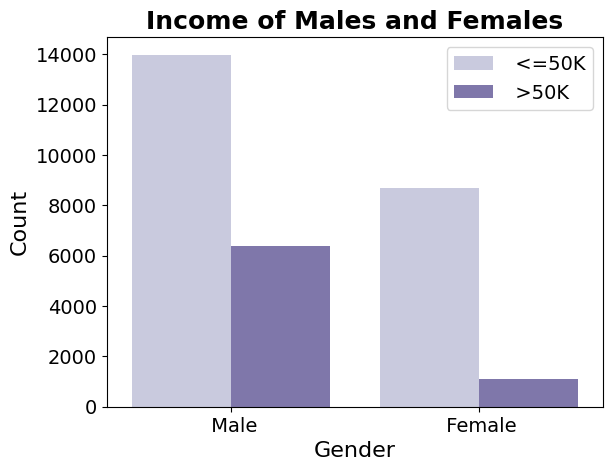 Income of Males and Females
<=50K
>50K
14000
12000
10000
8000
6000
4000
2000
0
Count
Male
Female
Gender